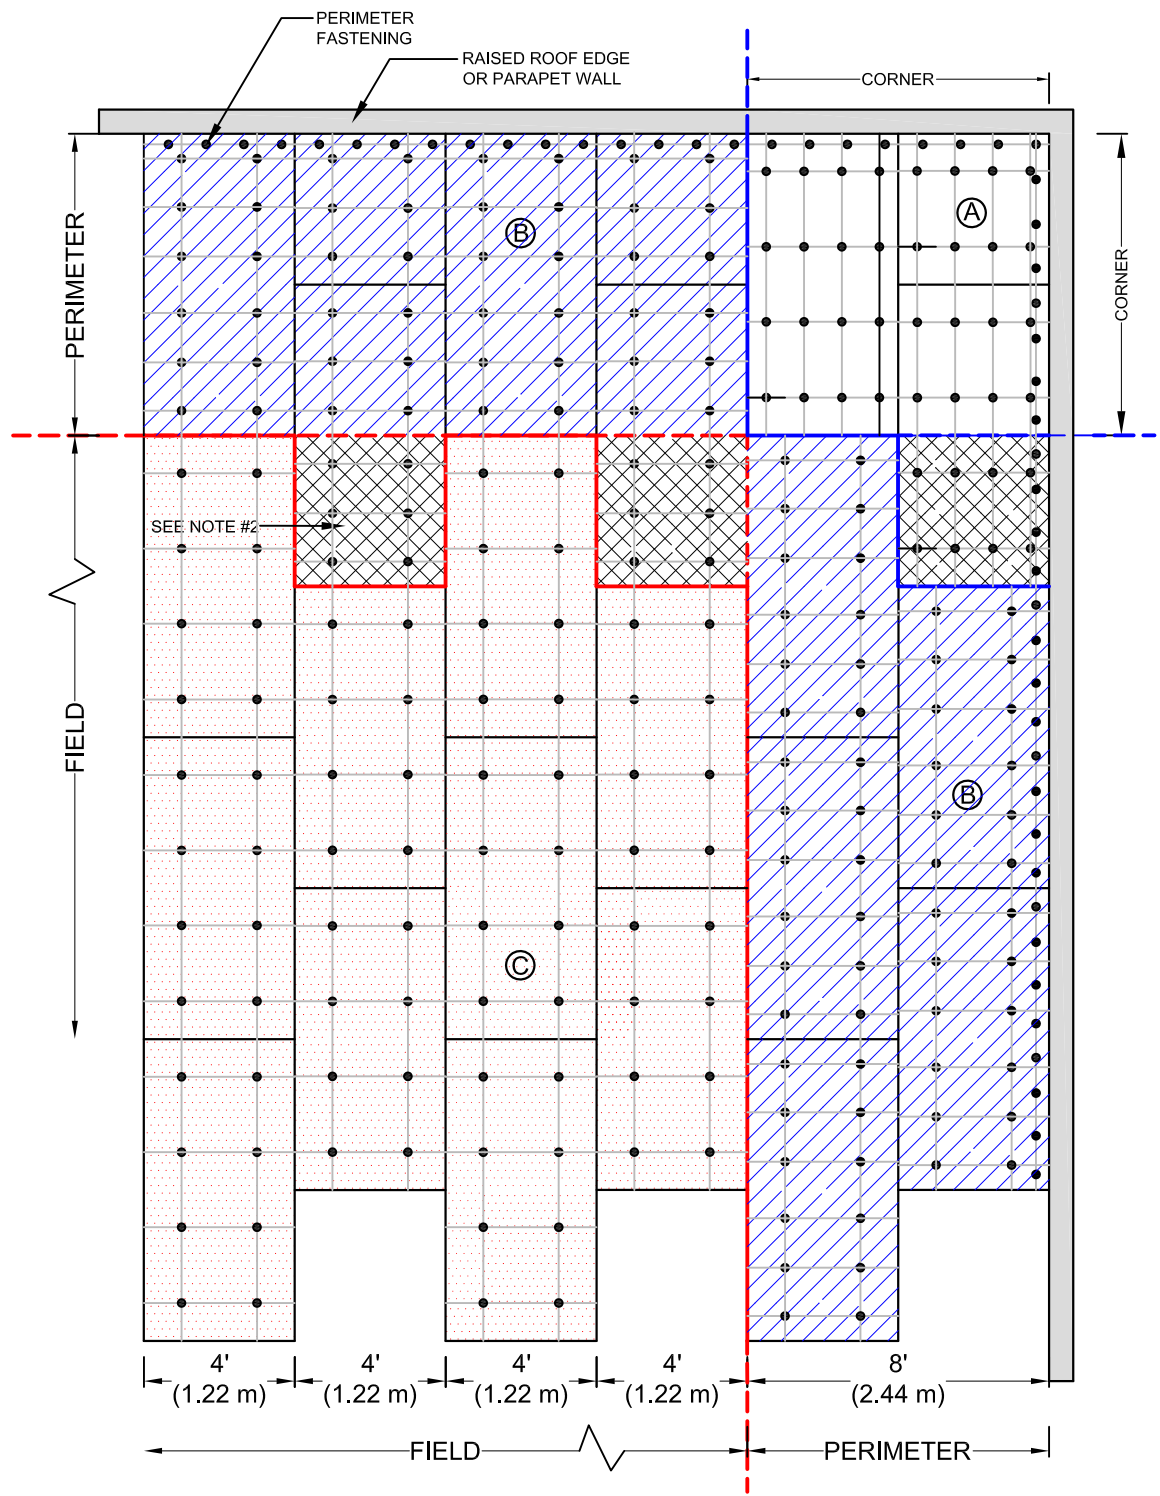 PERIMETER
FASTENING
RAISED ROOF EDGE
OR PARAPET WALL
CORNER
PERIMETER
B
A
CORNER
SEE NOTE #2
FIELD
B
C
4'
(1.22 m)
4'
(1.22 m)
4'
(1.22 m)
4'
(1.22 m)
8'
(2.44 m)
FIELD
PERIMETER